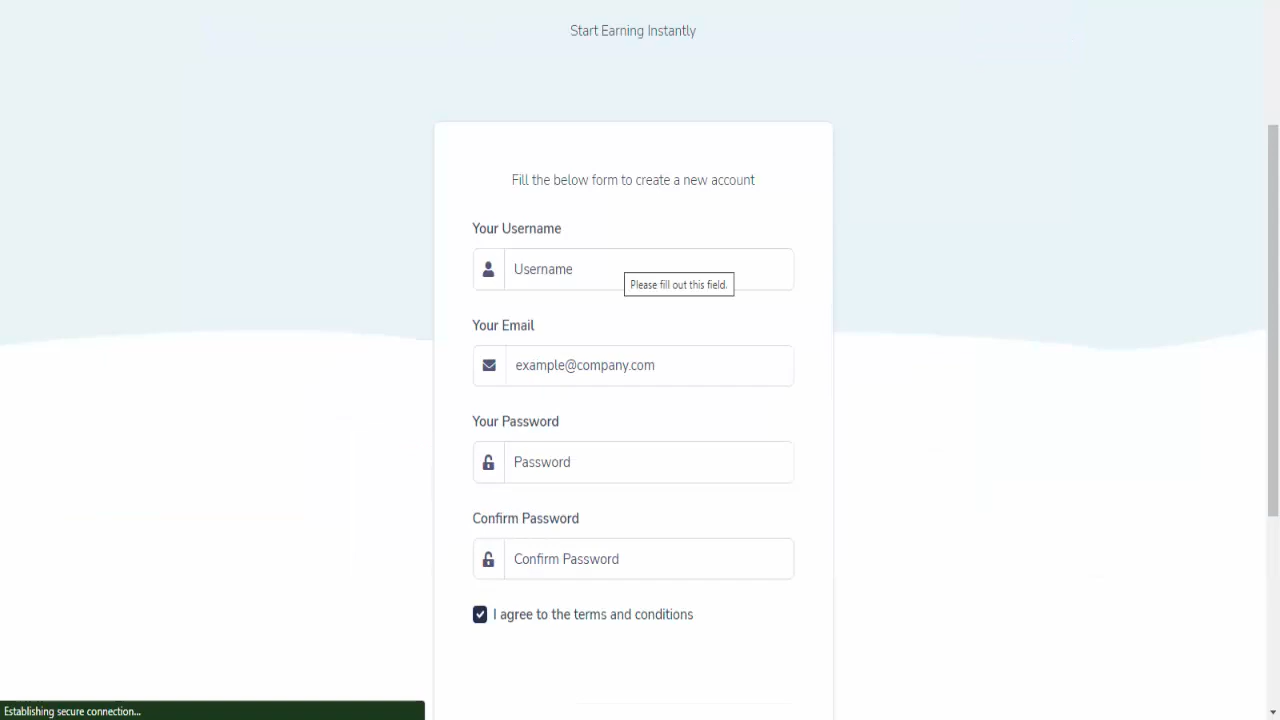 Start Earning Instantly
Fill the below form to create a new account
Your Username
Username
Please fill out this field.
Your Email
example@company.com
Your Password
Password
Confirm Password
Confirm Password
I agree to the terms and conditions
Establishing secure connection...